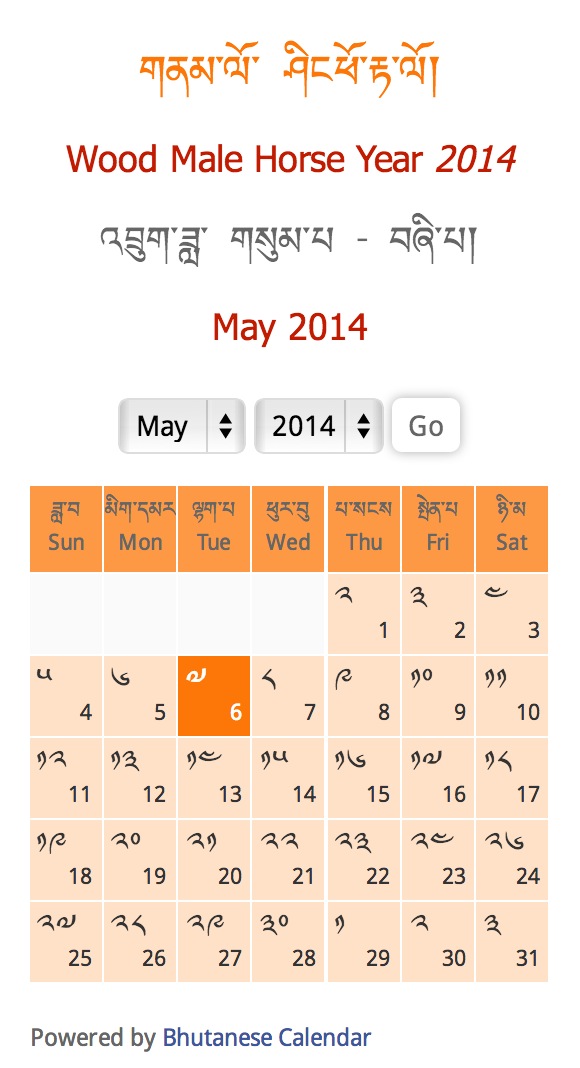 གནམ་ལོ་ ཤིངཕོ་རྟ་ལོ།
Wood Male Horse Year 2014
འབྲུག་ཟླ་ གསུམ་པ - བཞི་པ།
May 2014
May 2014 Go
ཟླ་བ མིག་དམར ལྷག་པ ཕུར་བུ པ་སངས སྤེན་པ ཉི་མ
Sun Mon Tue Wed Thu Fri Sat
༢ ༣ ༤
1 2 3
༥ ༦ ༧ ༨ ༩ ༡༠ ༡༡
4 5 6 7 8 9 10
༡༢ ༡༣ ༡༤ ༡༥ ༡༦ ༡༧ ༡༨
11 12 13 14 15 16 17
༡༩ ༢༠ ༢༡ ༢༢ ༢༣ ༢༤ ༢༦
18 19 20 21 22 23 24
༢༧ ༢༨ ༢༩ ༣༠ ༡ ༢ ༣
25 26 27 28 29 30 31
Powered by Bhutanese Calendar